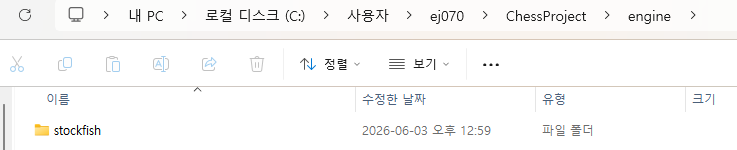 내 PC > 로컬 디스크 (C:) > 사용자 > ej070 > ChessProject > engine >
정렬 보기 ...
이름 수정한 날짜 유형 크기
stockfish 2026-06-03 오후 12:59 파일 폴더